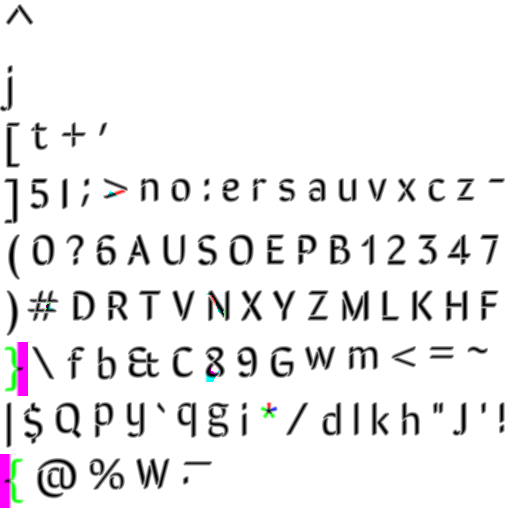 ^
j
[ t + ′
] 5 I ; > n o : e r s a u v x c z -
( 0 ? 6 A U S O E P B 1 2 3 4 7
) # D R T V N X Y Z M L K H F
} \ f b & C 8 9 G w m < = ~
| $ Q p y ` q g i * / d l k h " J ' !
{ @ % W . —